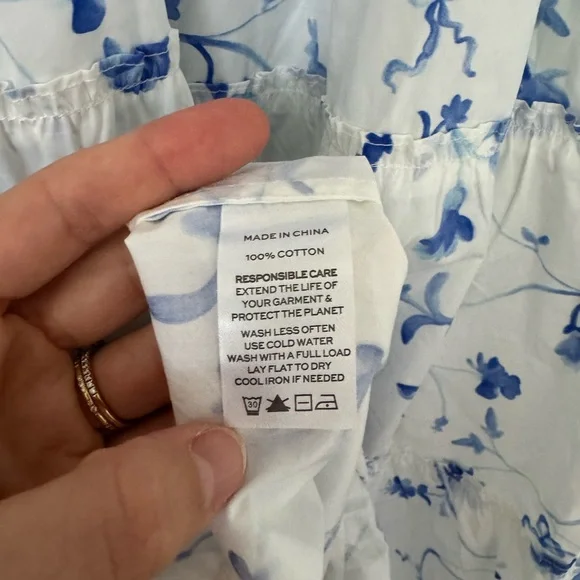 MADE IN CHINA
100% COTTON
RESPONSIBLE CARE
EXTEND THE LIFE OF
YOUR GARMENT &
PROTECT THE PLANET
WASH LESS OFTEN
USE COLD WATER
WASH WITH A FULL LOAD
LAY FLAT TO DRY
COOL IRON IF NEEDED
30